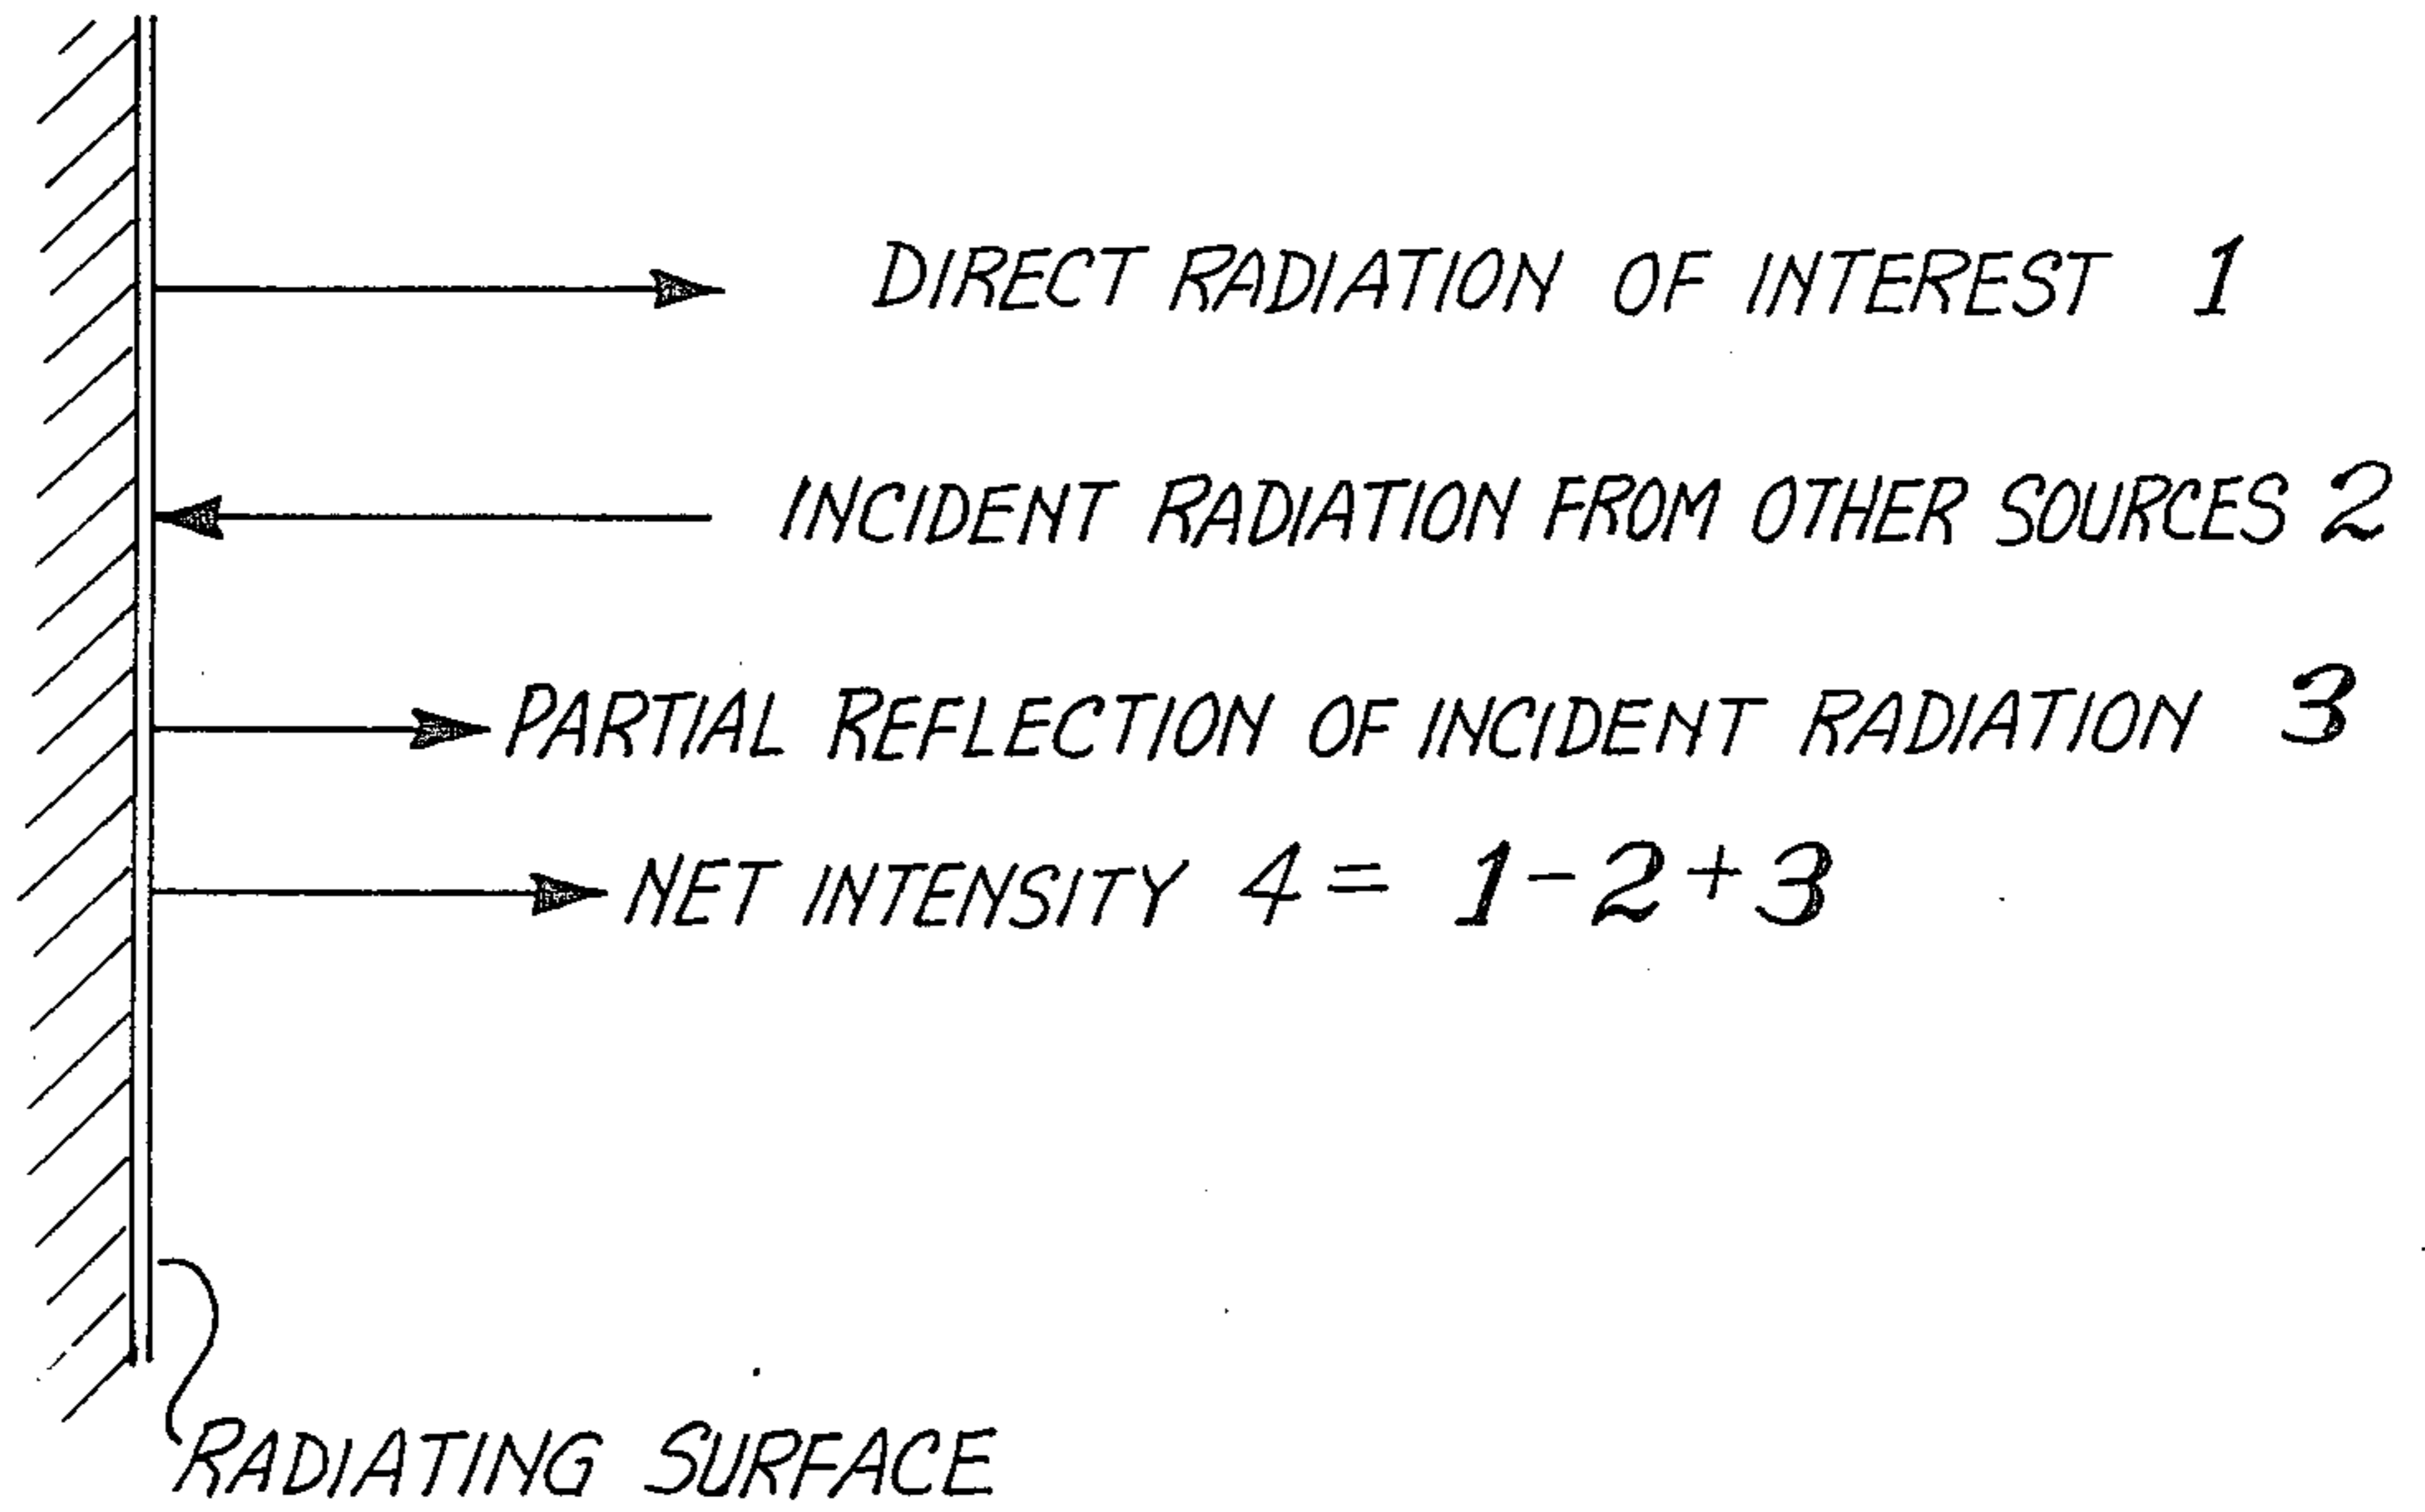 DIRECT RADIATION OF INTEREST 1
INCIDENT RADIATION FROM OTHER SOURCES 2
PARTIAL REFLECTION OF INCIDENT RADIATION 3
NET INTENSITY 4 = 1-2+3
RADIATING SURFACE